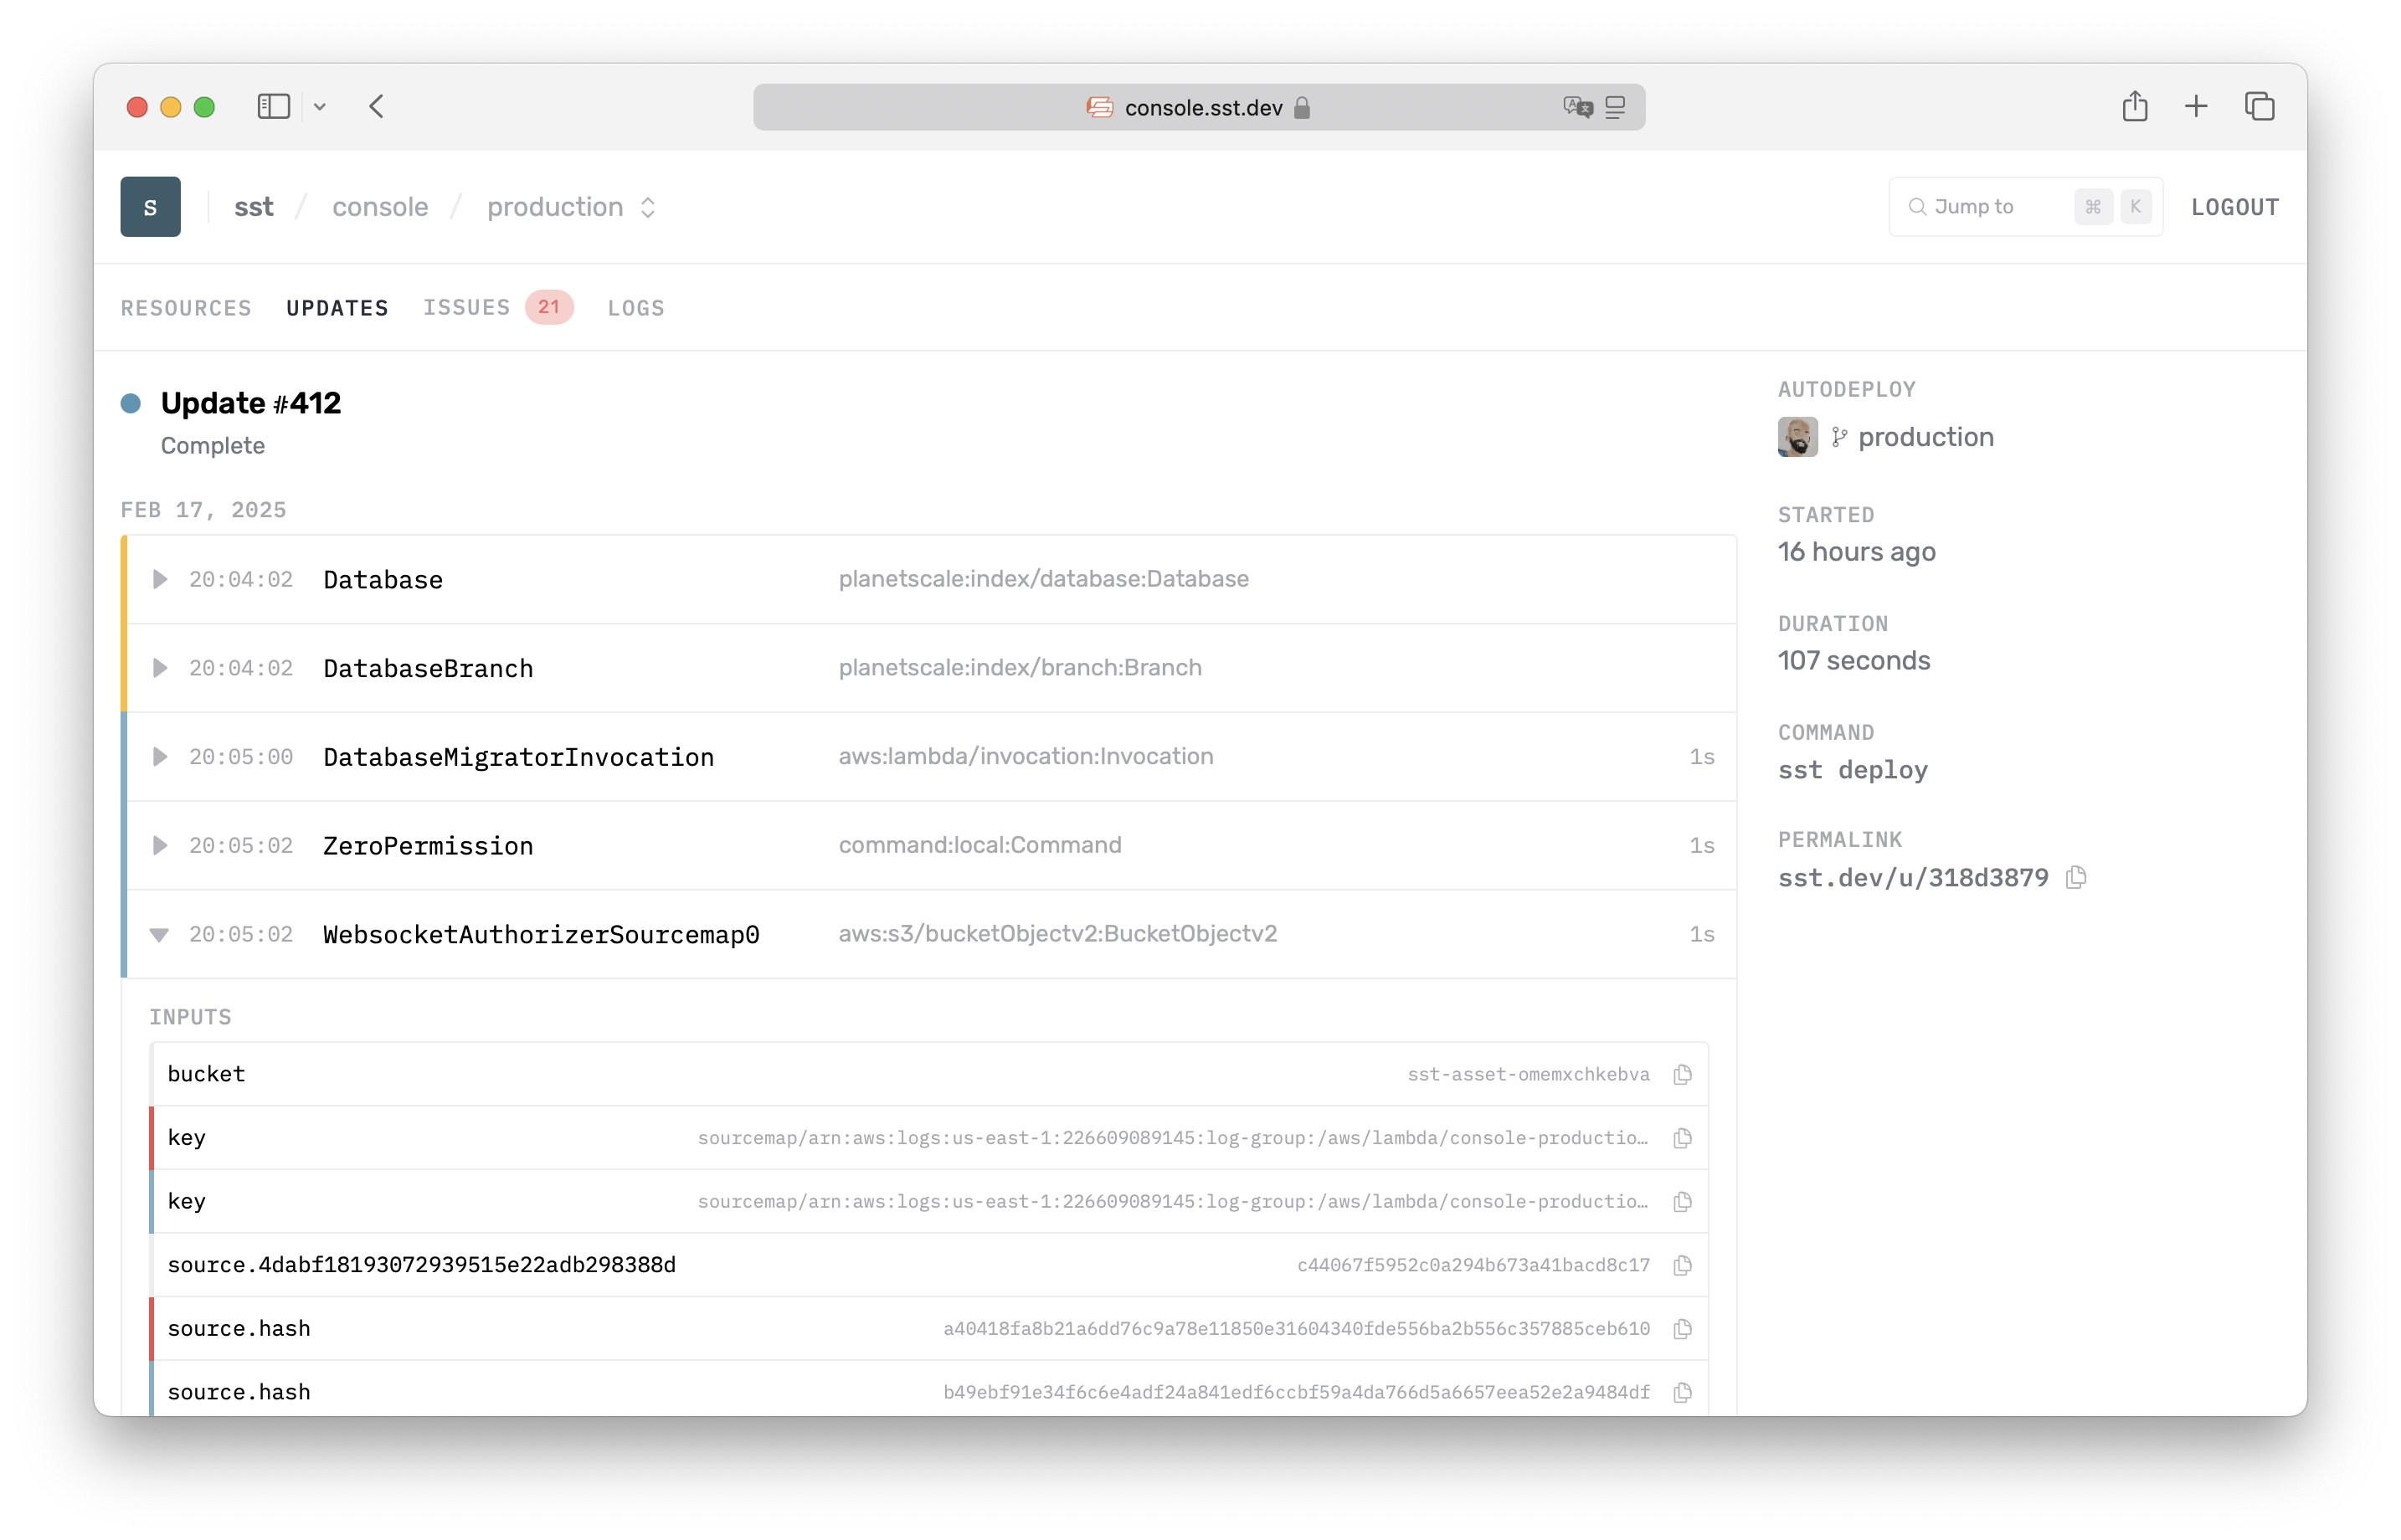 console.sst.dev
S sst / console / production Jump to ⌘ K LOGOUT
RESOURCES UPDATES ISSUES 21 LOGS
Update #412
Complete
FEB 17, 2025
20:04:02 Database planetscale:index/database:Database
20:04:02 DatabaseBranch planetscale:index/branch:Branch
20:05:00 DatabaseMigratorInvocation aws:lambda/invocation:Invocation 1s
20:05:02 ZeroPermission command:local:Command 1s
20:05:02 WebsocketAuthorizerSourcemap0 aws:s3/bucketObjectv2:BucketObjectv2 1s
INPUTS
bucket sst-asset-omemxchkebva
key sourcemap/arn:aws:logs:us-east-1:226609089145:log-group:/aws/lambda/console-productio…
key sourcemap/arn:aws:logs:us-east-1:226609089145:log-group:/aws/lambda/console-productio…
source.4dabf18193072939515e22adb298388d c44067f5952c0a294b673a41bacd8c17
source.hash a40418fa8b21a6dd76c9a78e11850e31604340fde556ba2b556c357885ceb610
source.hash b49ebf91e34f6c6e4adf24a841edf6ccbf59a4da766d5a6657eea52e2a9484df
AUTODEPLOY
production
STARTED
16 hours ago
DURATION
107 seconds
COMMAND
sst deploy
PERMALINK
sst.dev/u/318d3879